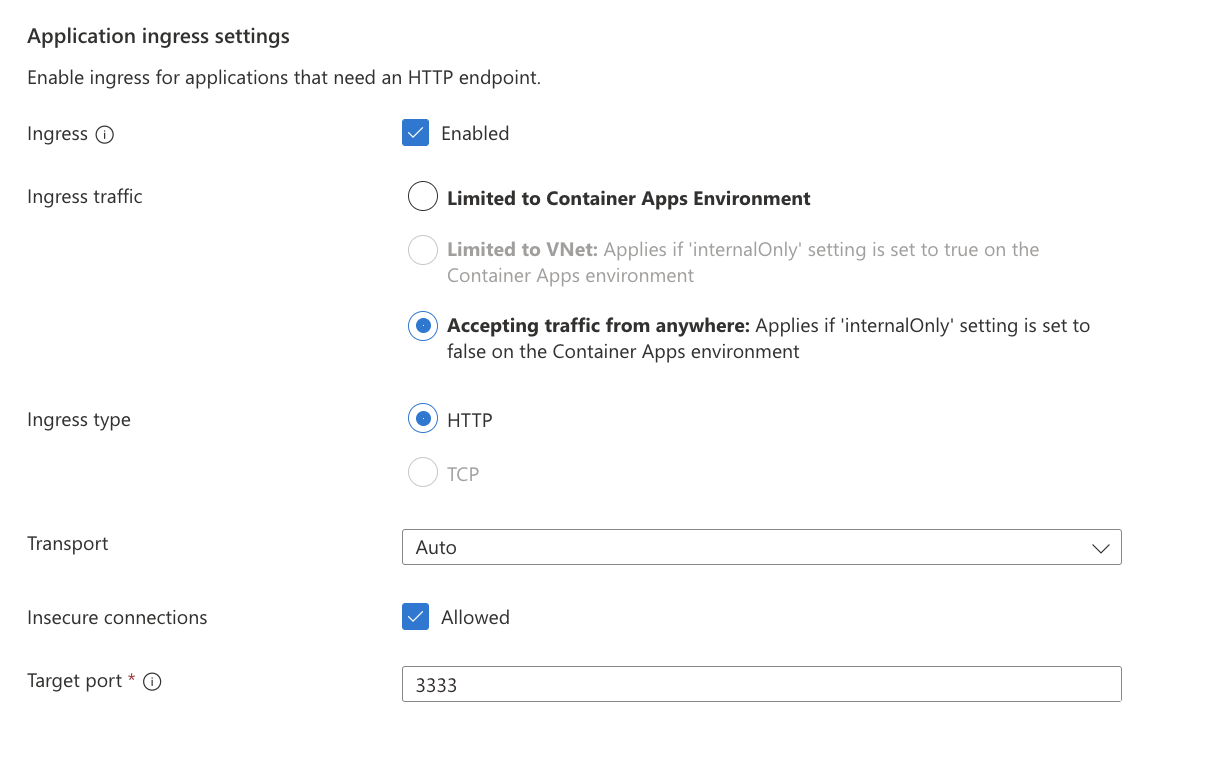 Application ingress settings
Enable ingress for applications that need an HTTP endpoint.
Ingress
Enabled
Ingress traffic
Limited to Container Apps Environment
Limited to VNet: Applies if 'internalOnly' setting is set to true on the
Container Apps environment
Accepting traffic from anywhere: Applies if 'internalOnly' setting is set to
false on the Container Apps environment
Ingress type
HTTP
TCP
Transport
Auto
Insecure connections
Allowed
Target port *
3333